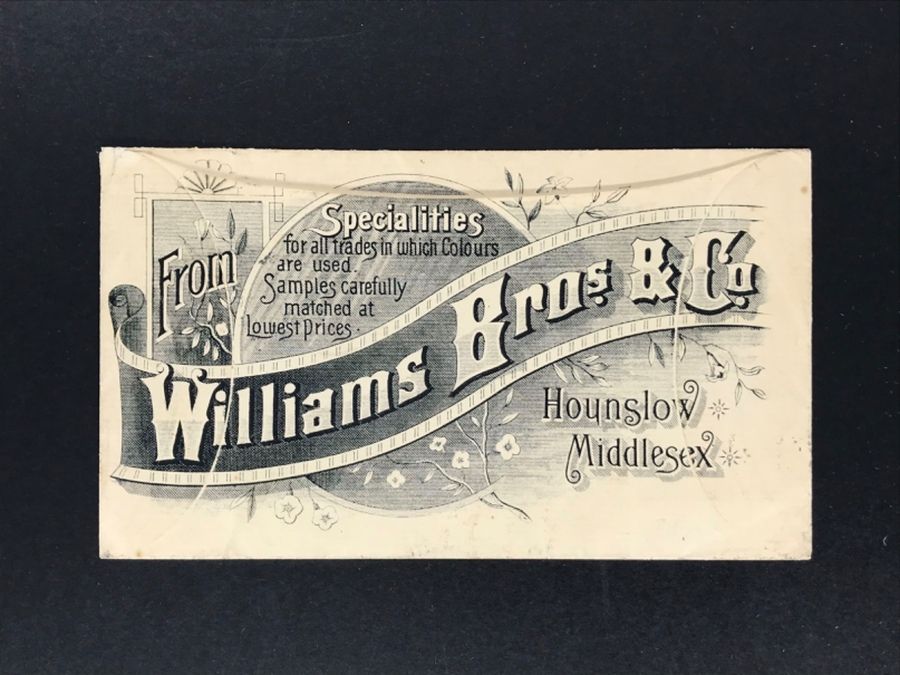 From
Specialities
for all trades in which Colours
are used.
Samples carefully
matched at
Lowest Prices.
Williams Bros & Co
Hounslow
Middlesex